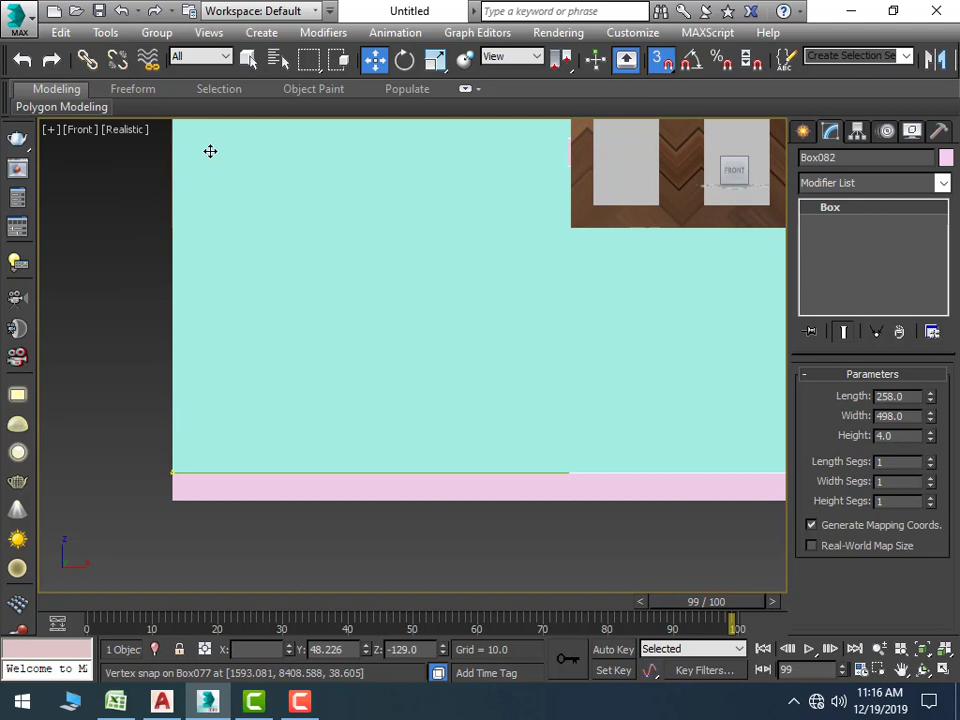 MAX
Workspace: Default
Untitled
Type a keyword or phrase
Edit Tools Group Views Create Modifiers Animation Graph Editors Rendering Customize MAXScript Help
All
View
3
Create Selection Se
Modeling Freeform Selection Object Paint Populate
Polygon Modeling
[+] [Front] [Realistic]
FRONT
z
x
Box082
Modifier List
Box
- Parameters
Length: 258.0
Width: 498.0
Height: 4.0
Length Segs: 1
Width Segs: 1
Height Segs: 1
Generate Mapping Coords.
Real-World Map Size
< 99 / 100 >
0 10 20 30 40 50 60 70 80 90 100
1 Objec
X:
Y: 48.226
Z: -129.0
Grid = 10.0
Auto Key
Selected
Welcome to M
Vertex snap on Box077 at [1593.081, 8408.588, 38.605]
Add Time Tag
Set Key
Key Filters...
99
11:16 AM
12/19/2019